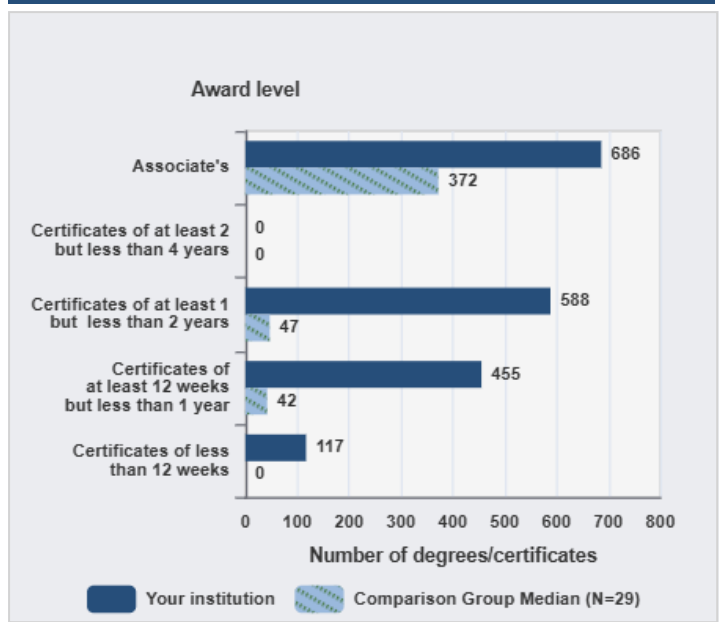 Award level
Associate's
686
372
Certificates of at least 2
but less than 4 years
0
0
Certificates of at least 1
but less than 2 years
588
47
Certificates of
at least 12 weeks
but less than 1 year
455
42
Certificates of less
than 12 weeks
117
0
0 100 200 300 400 500 600 700 800
Number of degrees/certificates
Your institution Comparison Group Median (N=29)